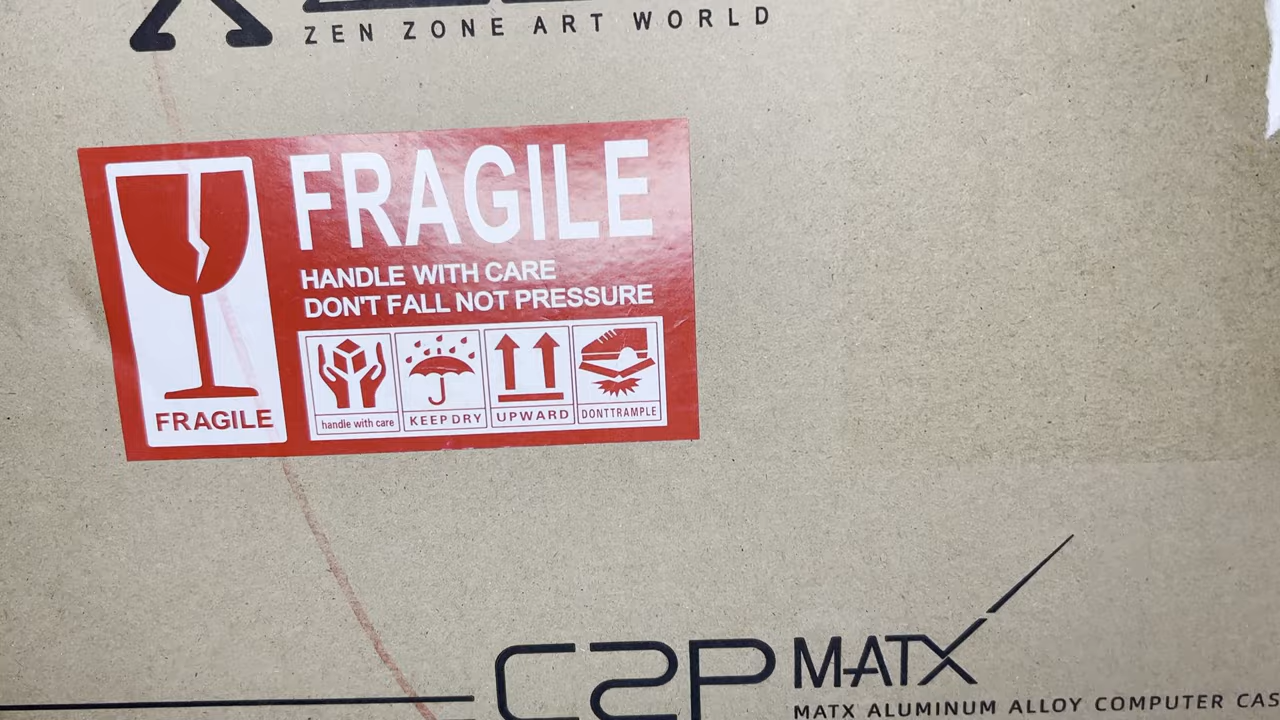 ZEN ZONE ART WORLD
FRAGILE
HANDLE WITH CARE
DON'T FALL NOT PRESSURE
FRAGILE
handle with care
KEEP DRY
UPWARD
DONTTRAMPLE
C2P MATX
MATX ALUMINUM ALLOY COMPUTER CAS